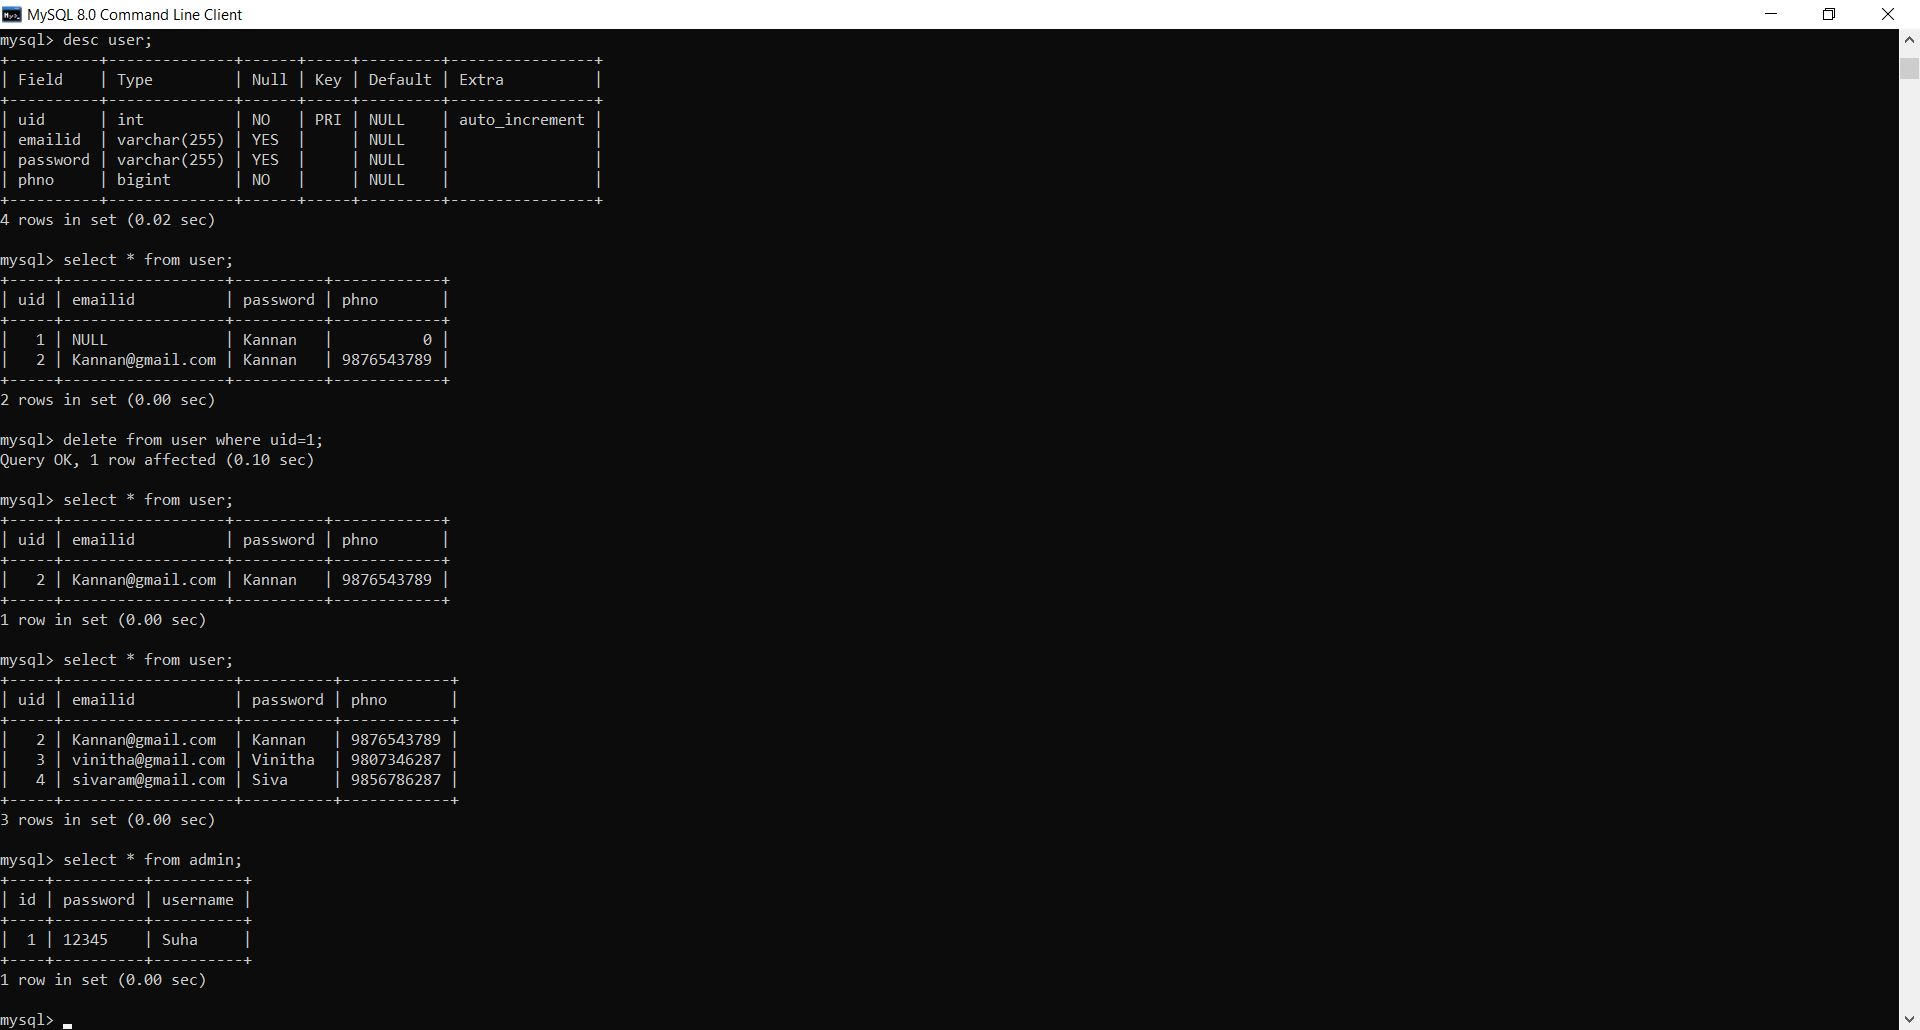 MySQL 8.0 Command Line Client
mysql> desc user;
+----------+--------------+------+-----+---------+----------------+
| Field    | Type         | Null | Key | Default | Extra          |
+----------+--------------+------+-----+---------+----------------+
| uid      | int          | NO   | PRI | NULL    | auto_increment |
| emailid  | varchar(255) | YES  |     | NULL    |                |
| password | varchar(255) | YES  |     | NULL    |                |
| phno     | bigint       | NO   |     | NULL    |                |
+----------+--------------+------+-----+---------+----------------+
4 rows in set (0.02 sec)

mysql> select * from user;
+-----+------------------+----------+------------+
| uid | emailid          | password | phno       |
+-----+------------------+----------+------------+
|   1 | NULL             | Kannan   |          0 |
|   2 | Kannan@gmail.com | Kannan   | 9876543789 |
+-----+------------------+----------+------------+
2 rows in set (0.00 sec)

mysql> delete from user where uid=1;
Query OK, 1 row affected (0.10 sec)

mysql> select * from user;
+-----+------------------+----------+------------+
| uid | emailid          | password | phno       |
+-----+------------------+----------+------------+
|   2 | Kannan@gmail.com | Kannan   | 9876543789 |
+-----+------------------+----------+------------+
1 row in set (0.00 sec)

mysql> select * from user;
+-----+-------------------+----------+------------+
| uid | emailid           | password | phno       |
+-----+-------------------+----------+------------+
|   2 | Kannan@gmail.com  | Kannan   | 9876543789 |
|   3 | vinitha@gmail.com | Vinitha  | 9807346287 |
|   4 | sivaram@gmail.com | Siva     | 9856786287 |
+-----+-------------------+----------+------------+
3 rows in set (0.00 sec)

mysql> select * from admin;
+----+----------+----------+
| id | password | username |
+----+----------+----------+
|  1 | 12345    | Suha     |
+----+----------+----------+
1 row in set (0.00 sec)

mysql>